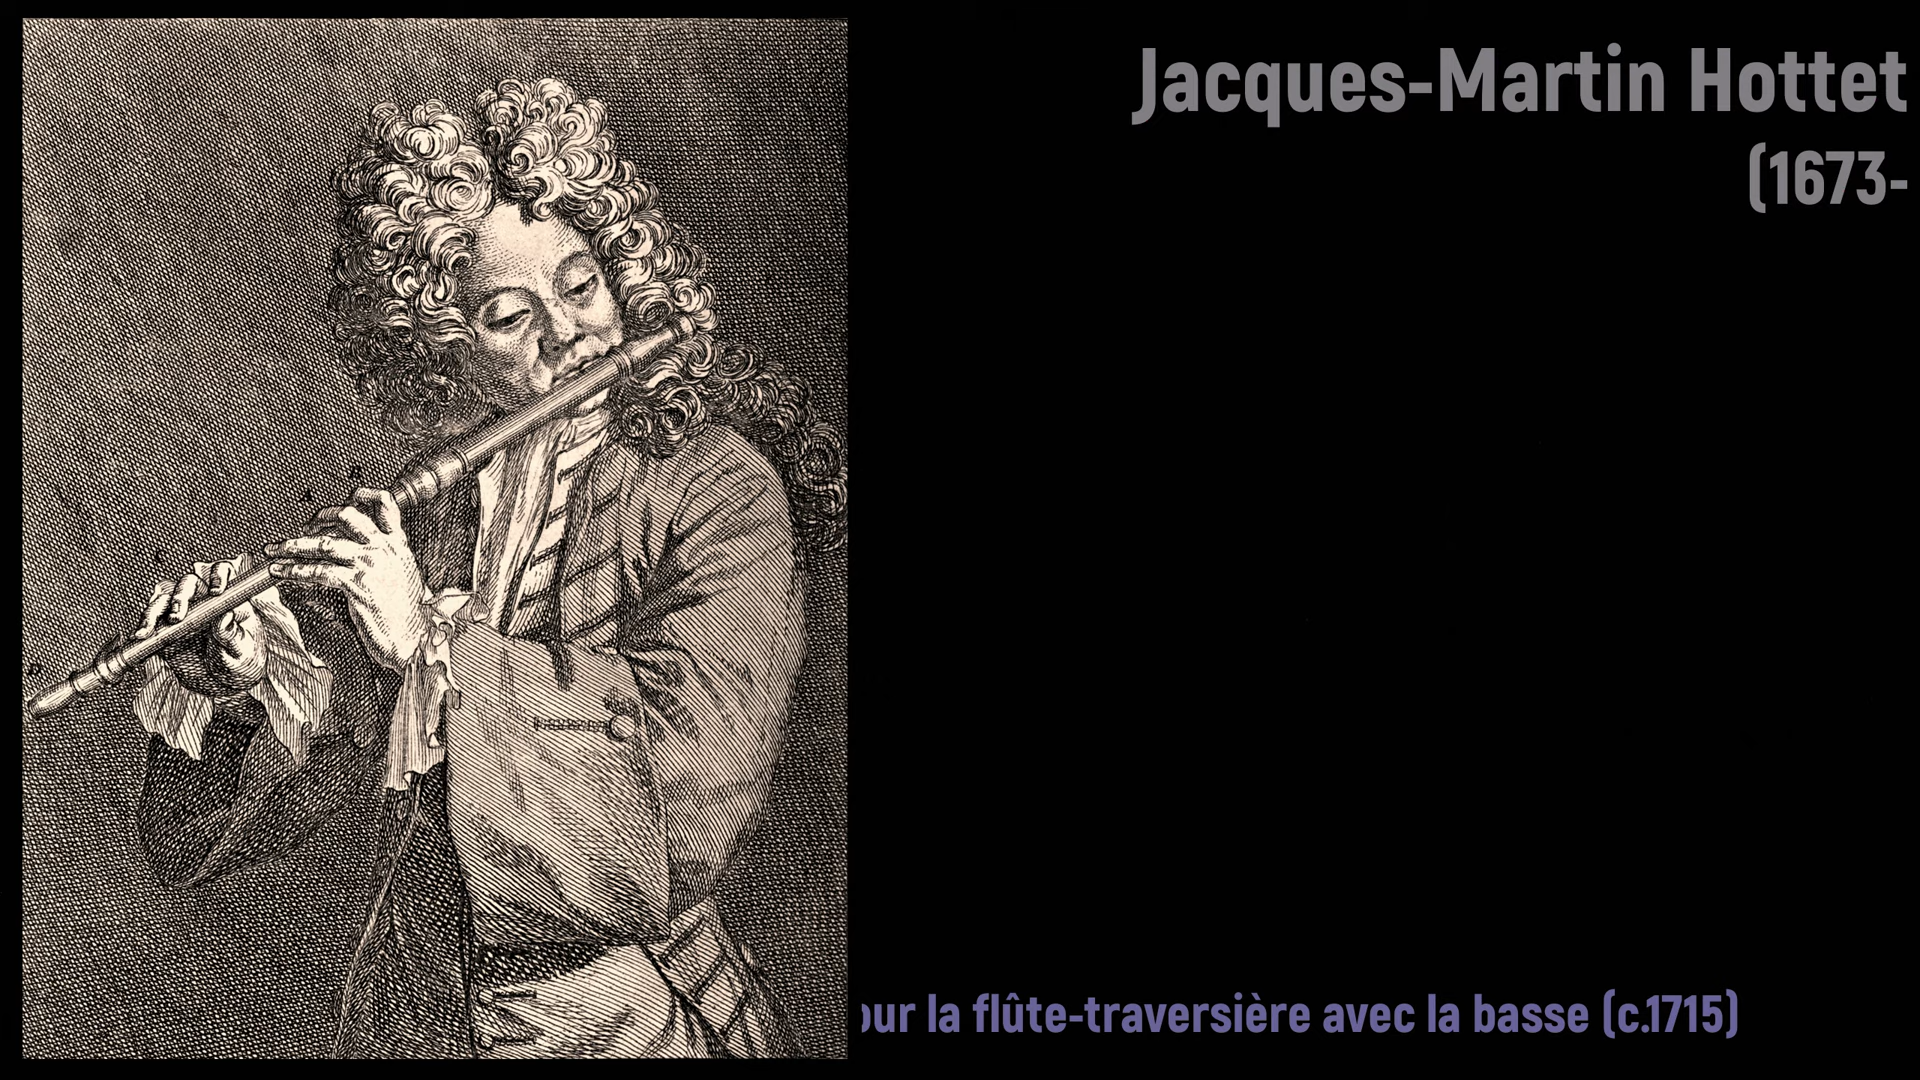 Jacques-Martin Hottet
(1673-
our la flûte-traversière avec la basse (c.1715)